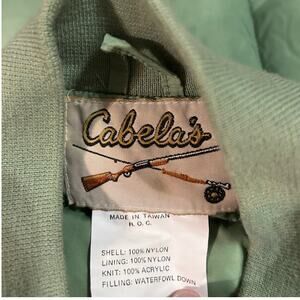 Cabela's
MADE IN TAIWAN
R.O.C.
SHELL: 100% NYLON
LINING: 100% NYLON
KNIT: 100% ACRYLIC
FILLING: WATERFOWL DOWN